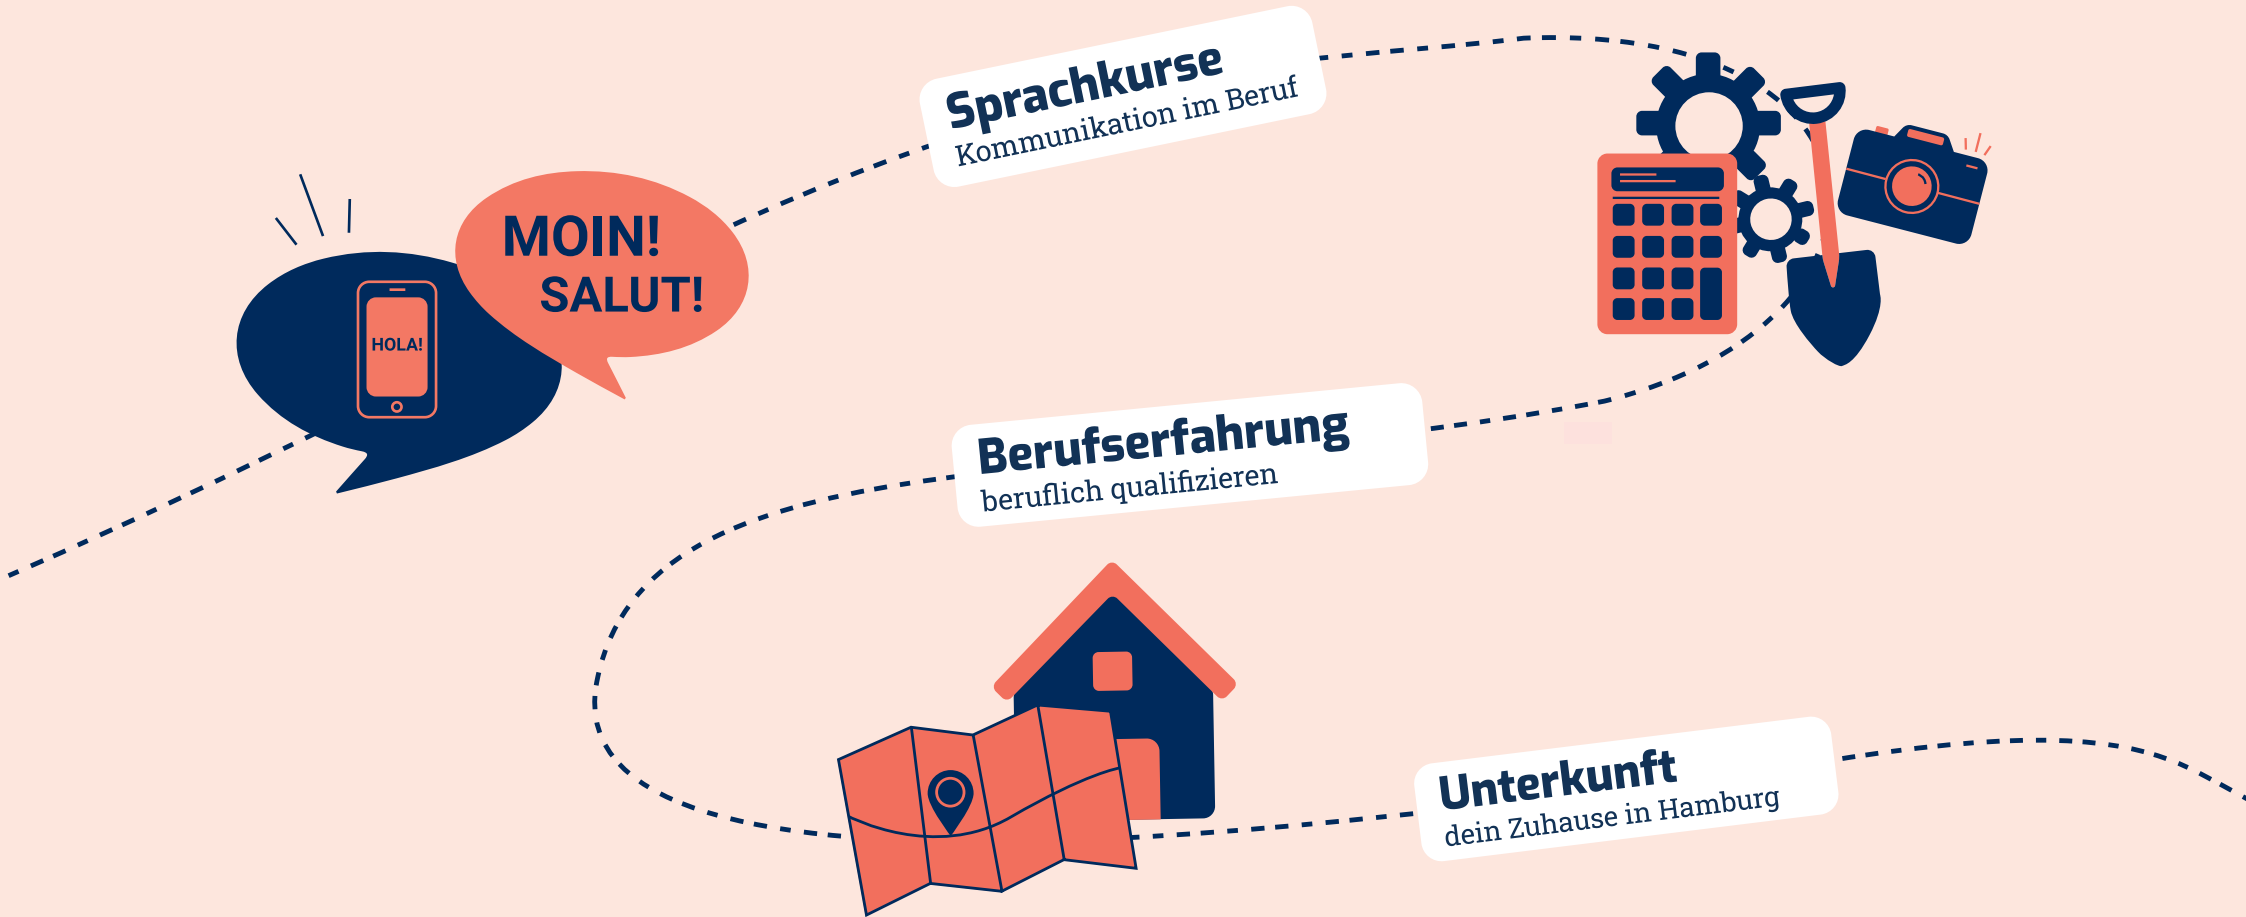 Sprachkurse
Kommunikation im Beruf
MOIN!
SALUT!
HOLA!
Berufserfahrung
beruflich qualifizieren
Unterkunft
dein Zuhause in Hamburg